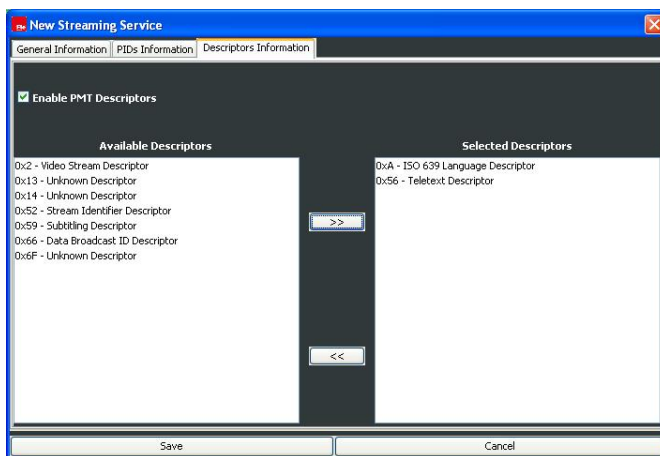 New Streaming Service
General Information
PIDs Information
Descriptors Information
Enable PMT Descriptors
Available Descriptors
0x2 - Video Stream Descriptor
0x13 - Unknown Descriptor
0x14 - Unknown Descriptor
0x52 - Stream Identifier Descriptor
0x59 - Subtitling Descriptor
0x66 - Data Broadcast ID Descriptor
0x6F - Unknown Descriptor
>>
<<
Selected Descriptors
0xA - ISO 639 Language Descriptor
0x56 - Teletext Descriptor
Save
Cancel